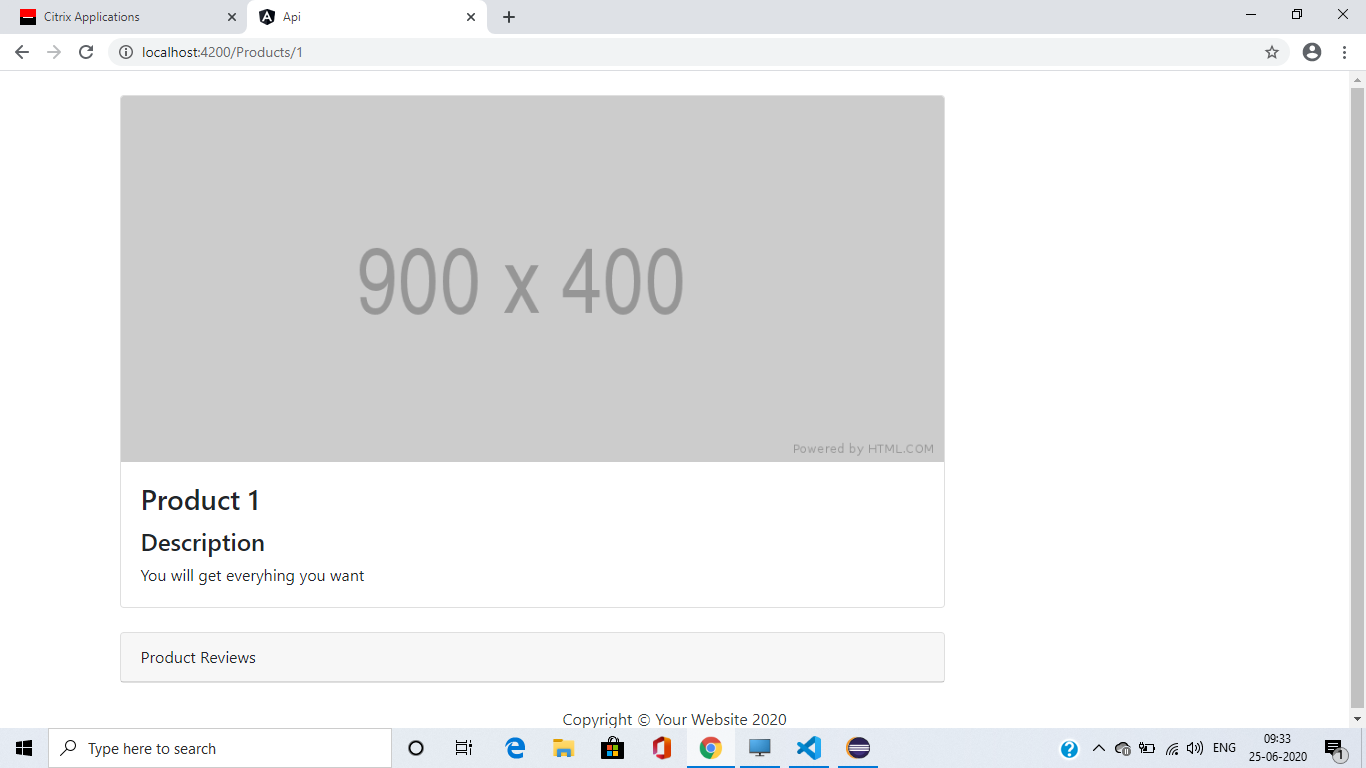 Citrix Applications
Api
localhost:4200/Products/1
900 x 400
Powered by HTML.COM
Product 1
Description
You will get everyhing you want
Product Reviews
Copyright © Your Website 2020
Type here to search
ENG
09:33
25-06-2020
1